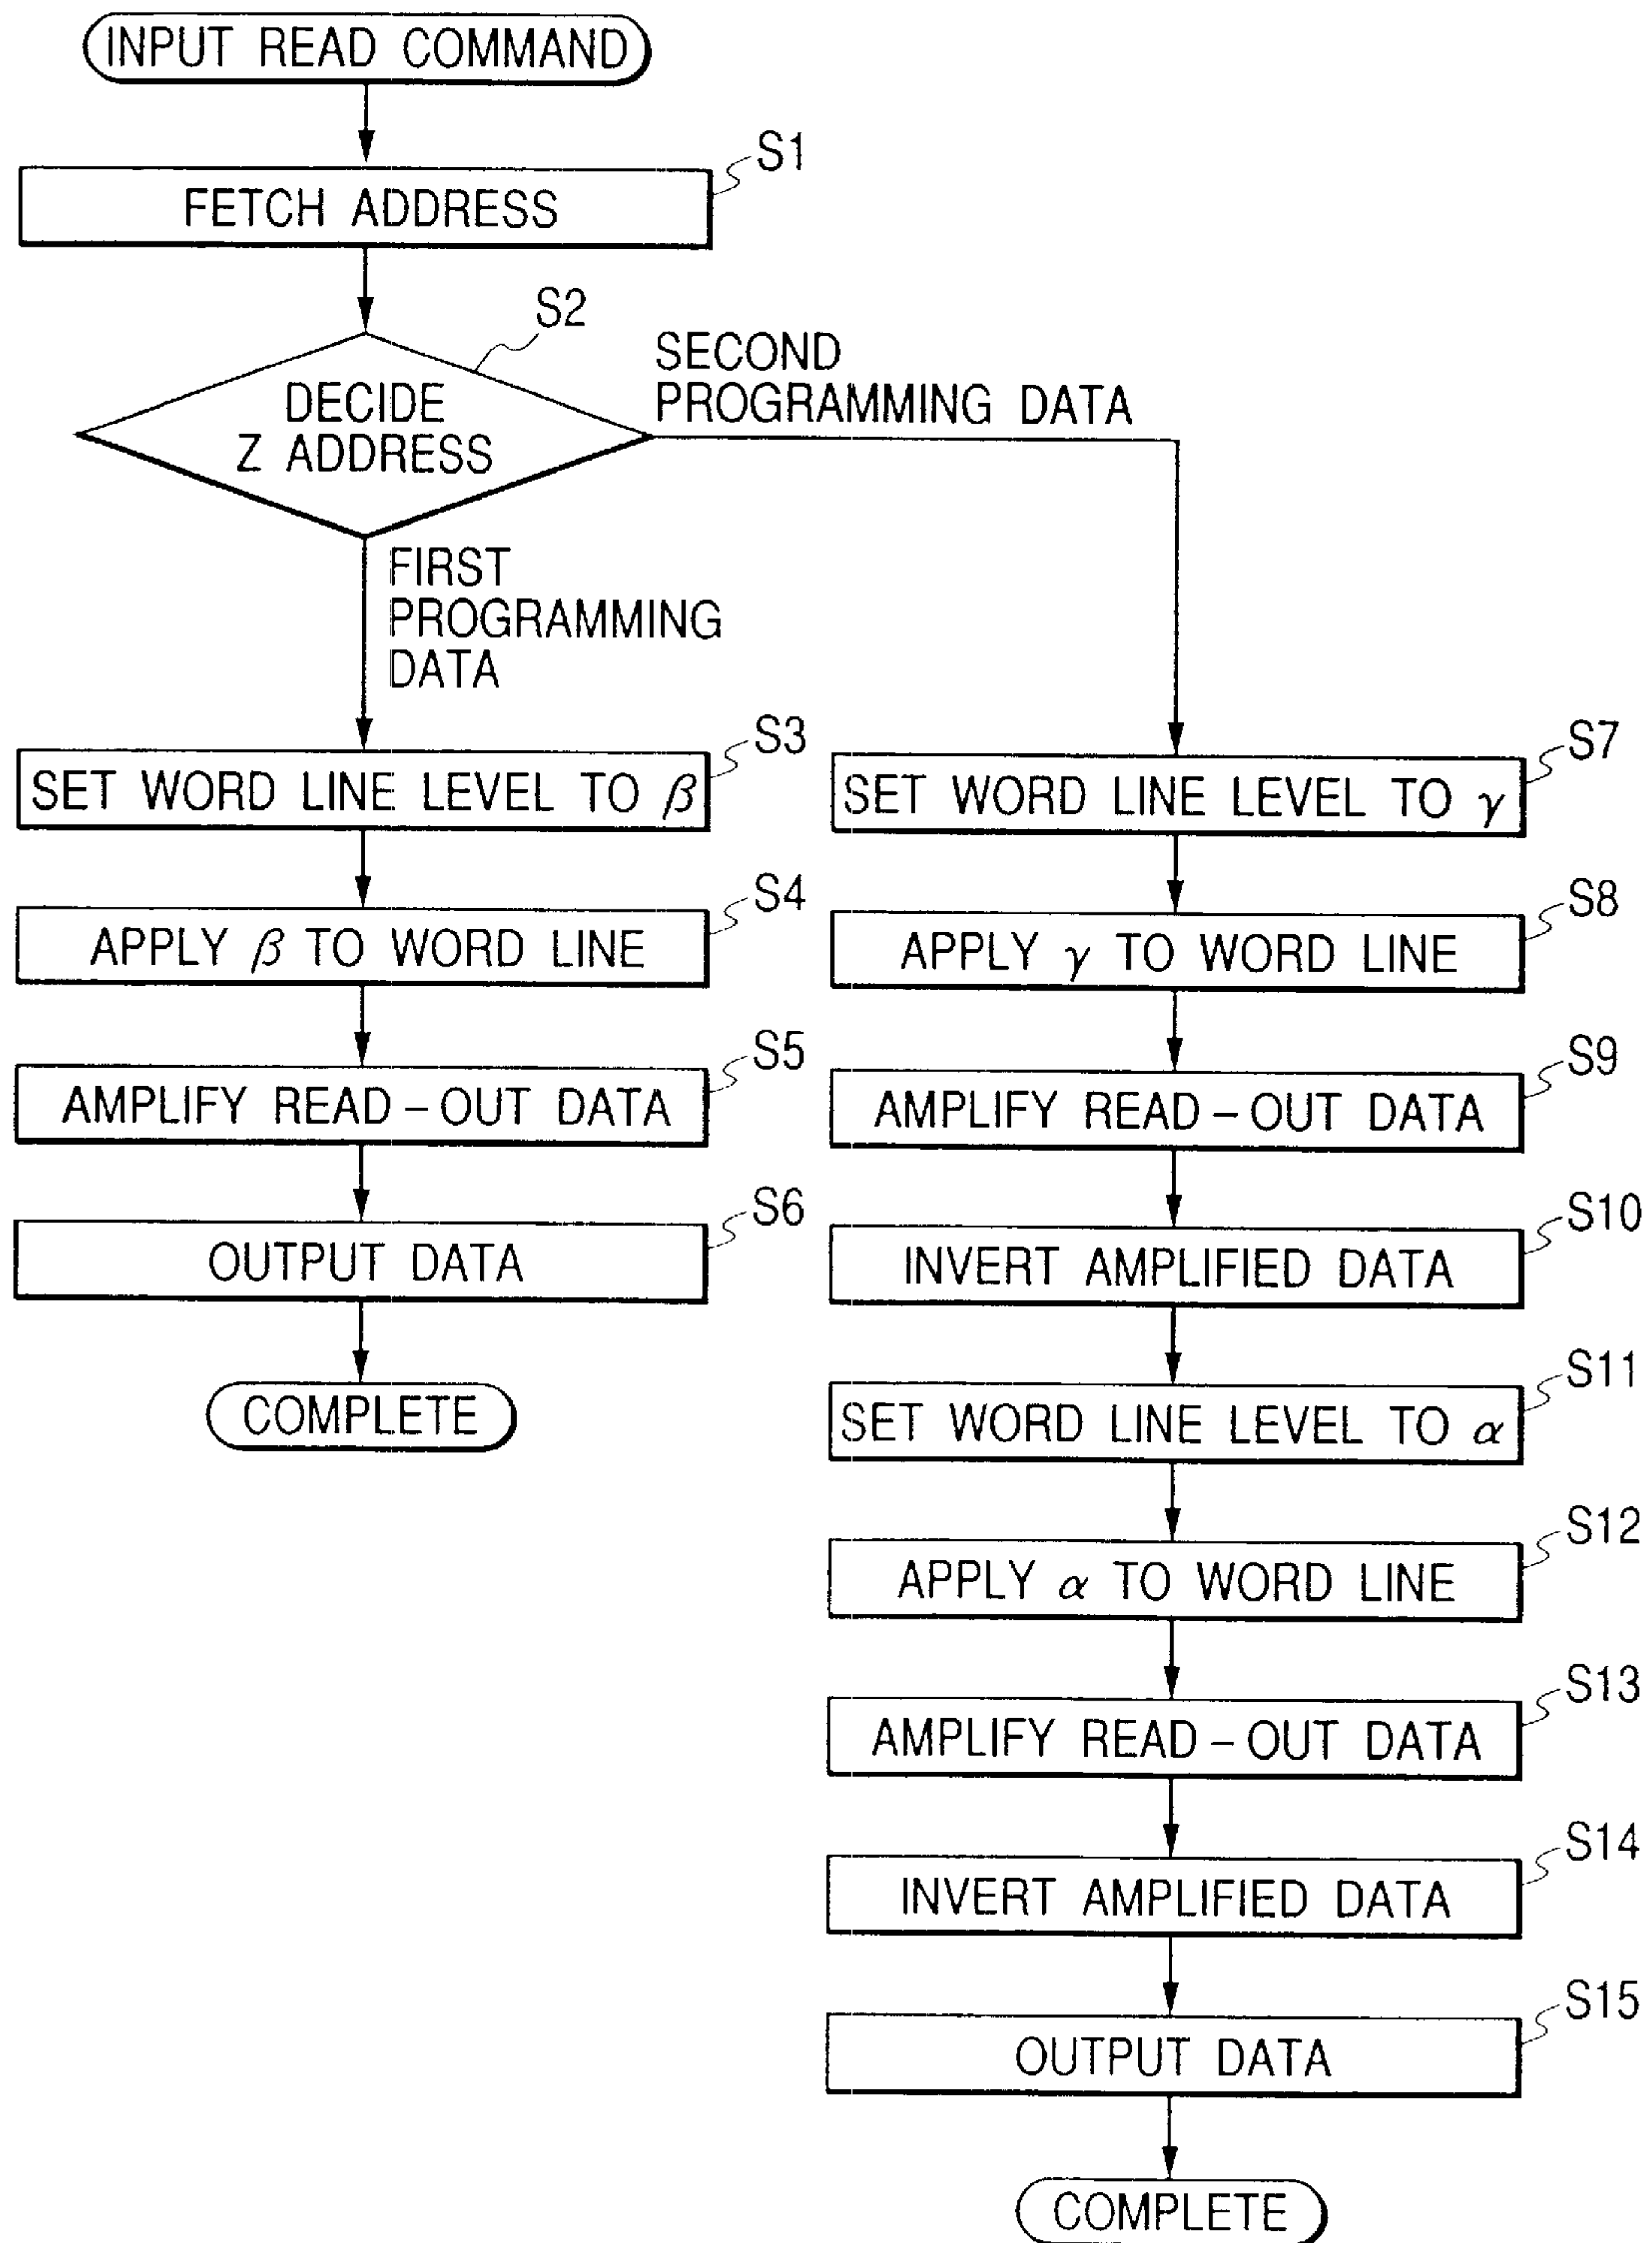 INPUT READ COMMAND
S1
FETCH ADDRESS
S2
DECIDE
Z ADDRESS
SECOND
PROGRAMMING DATA
FIRST
PROGRAMMING
DATA
S3
SET WORD LINE LEVEL TO β
S4
APPLY β TO WORD LINE
S5
AMPLIFY READ – OUT DATA
S6
OUTPUT DATA
COMPLETE
S7
SET WORD LINE LEVEL TO γ
S8
APPLY γ TO WORD LINE
S9
AMPLIFY READ – OUT DATA
S10
INVERT AMPLIFIED DATA
S11
SET WORD LINE LEVEL TO α
S12
APPLY α TO WORD LINE
S13
AMPLIFY READ – OUT DATA
S14
INVERT AMPLIFIED DATA
S15
OUTPUT DATA
COMPLETE